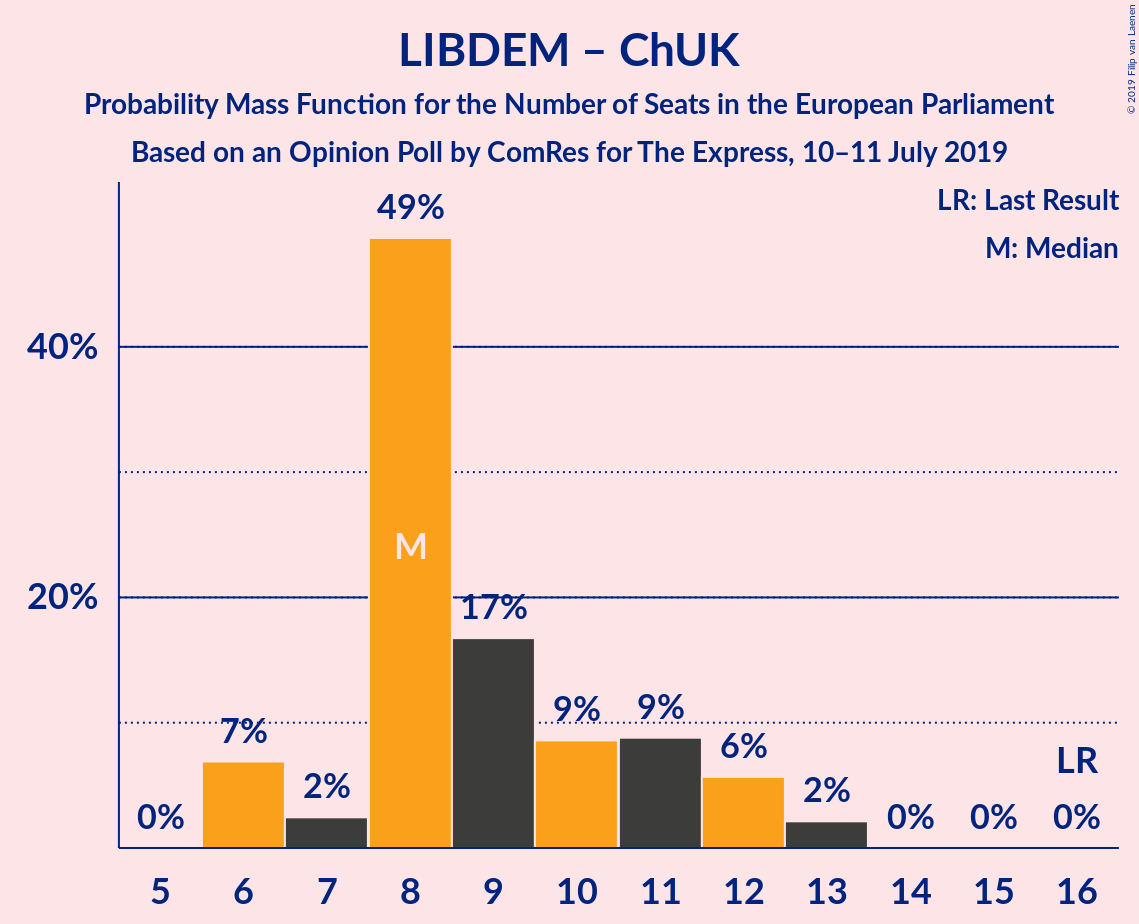 LIBDEM – ChUK
Probability Mass Function for the Number of Seats in the European Parliament
Based on an Opinion Poll by ComRes for The Express, 10–11 July 2019
© 2019 Filip van Laenen
LR: Last Result
M: Median
40%
20%
0%
7%
2%
49%
M
17%
9%
9%
6%
2%
0%
0%
LR
0%
5 6 7 8 9 10 11 12 13 14 15 16